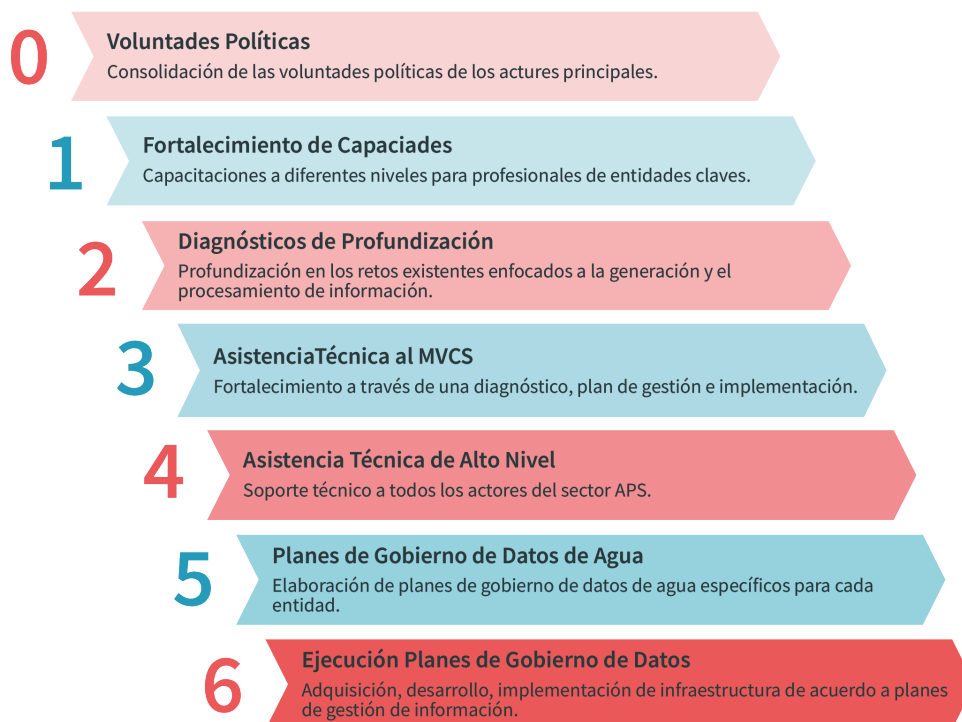 0
Voluntades Políticas
Consolidación de las voluntades políticas de los actures principales.
1
Fortalecimiento de Capaciades
Capacitaciones a diferentes niveles para profesionales de entidades claves.
2
Diagnósticos de Profundización
Profundización en los retos existentes enfocados a la generación y el
procesamiento de información.
3
AsistenciaTécnica al MVCS
Fortalecimiento a través de una diagnóstico, plan de gestión e implementación.
4
Asistencia Técnica de Alto Nivel
Soporte técnico a todos los actores del sector APS.
5
Planes de Gobierno de Datos de Agua
Elaboración de planes de gobierno de datos de agua específicos para cada
entidad.
6
Ejecución Planes de Gobierno de Datos
Adquisición, desarrollo, implementación de infraestructura de acuerdo a planes
de gestión de información.